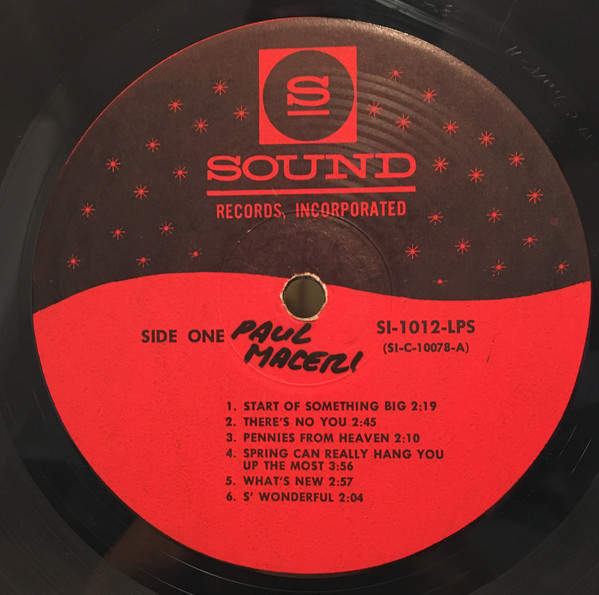 S
SOUND
RECORDS, INCORPORATED
SIDE ONE
PAUL
MACERI
SI-1012-LPS
(SI-C-10078-A)
1. START OF SOMETHING BIG 2:19
2. THERE'S NO YOU 2:45
3. PENNIES FROM HEAVEN 2:10
4. SPRING CAN REALLY HANG YOU
UP THE MOST 3:56
5. WHAT'S NEW 2:57
6. S' WONDERFUL 2:04